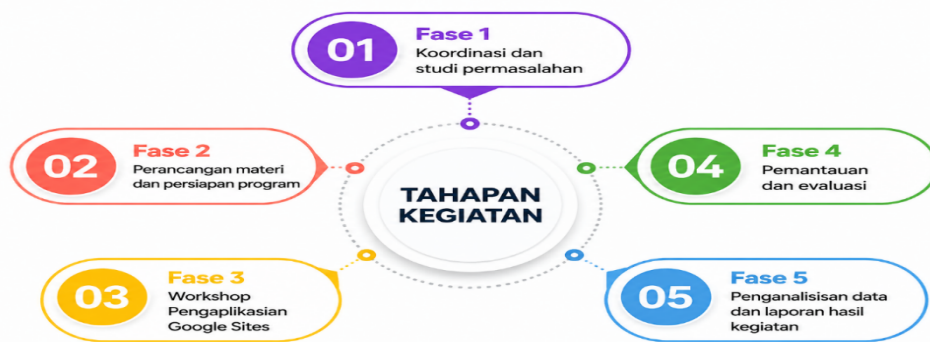 01
Fase 1
Koordinasi dan
studi permasalahan
02
Fase 2
Perancangan materi
dan persiapan program
TAHAPAN
KEGIATAN
04
Fase 4
Pemantauan
dan evaluasi
03
Fase 3
Workshop
Pengaplikasian
Google Sites
05
Fase 5
Penganalisisan data
dan laporan hasil
kegiatan